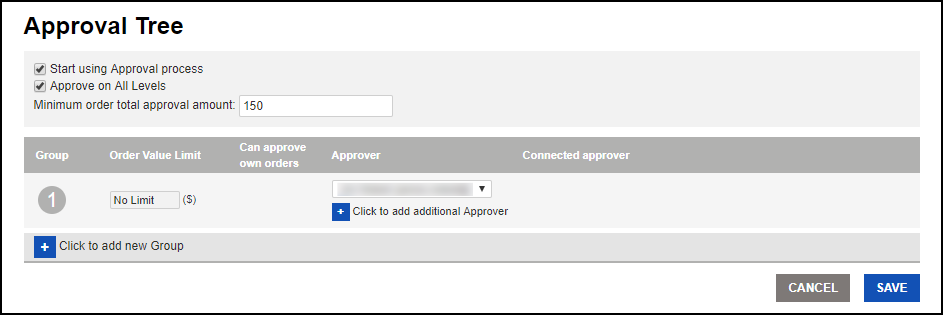 Approval Tree
Start using Approval process
Approve on All Levels
Minimum order total approval amount: 150
Group Order Value Limit Can approve own orders Approver Connected approver
1 No Limit ($)
+ Click to add additional Approver
+ Click to add new Group
CANCEL SAVE